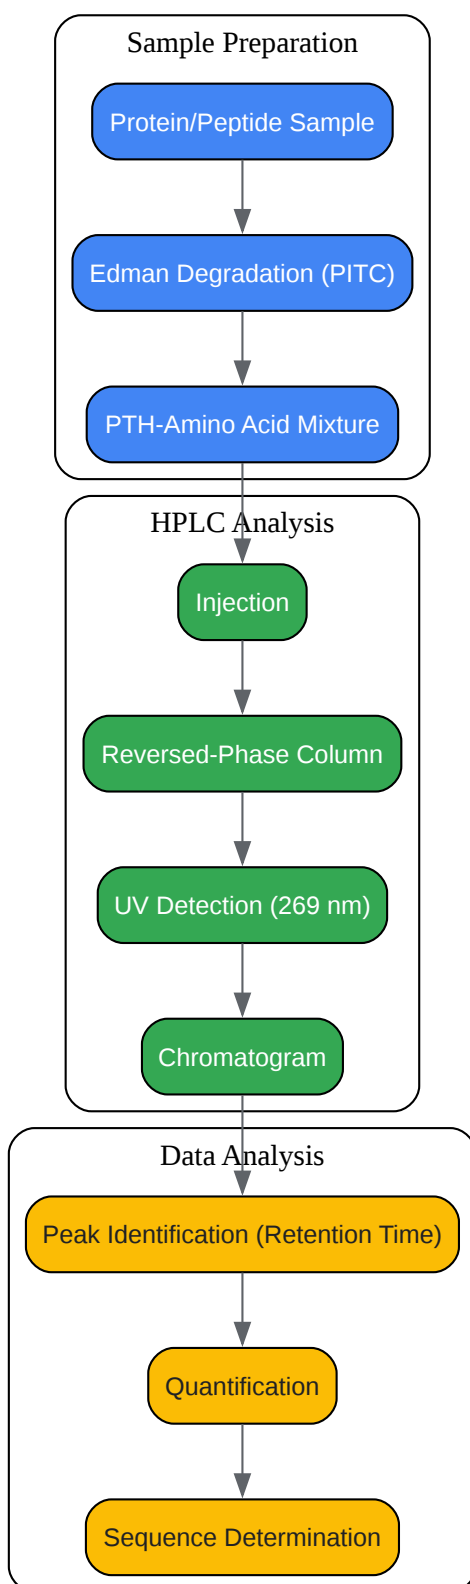 Sample Preparation
Protein/Peptide Sample
Edman Degradation (PITC)
PTH-Amino Acid Mixture
HPLC Analysis
Injection
Reversed-Phase Column
UV Detection (269 nm)
Chromatogram
Data Analysis
Peak Identification (Retention Time)
Quantification
Sequence Determination